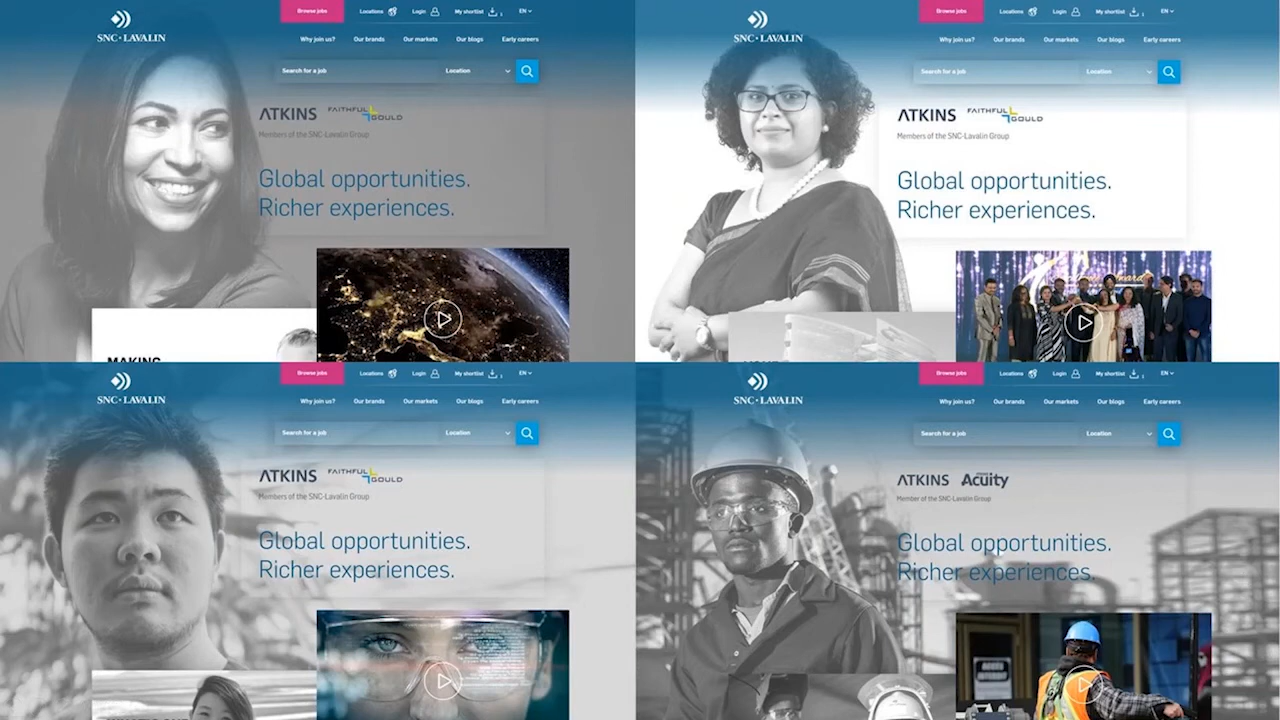 Browse jobs Locations Login My shortlist 1 EN
SNC•LAVALIN
Why join us? Our brands Our markets Our blogs Early careers
Search for a job Location
ATKINS FAITHFUL GOULD
Members of the SNC-Lavalin Group
Global opportunities.
Richer experiences.
MAKING
Browse jobs Locations Login My shortlist 1 EN
SNC•LAVALIN
Why join us? Our brands Our markets Our blogs Early careers
Search for a job Location
ATKINS FAITHFUL GOULD
Members of the SNC-Lavalin Group
Global opportunities.
Richer experiences.
Browse jobs Locations Login My shortlist 1 EN
SNC•LAVALIN
Why join us? Our brands Our markets Our blogs Early careers
Search for a job Location
ATKINS FAITHFUL GOULD
Members of the SNC-Lavalin Group
Global opportunities.
Richer experiences.
Browse jobs Locations Login My shortlist 1 EN
SNC•LAVALIN
Why join us? Our brands Our markets Our blogs Early careers
Search for a job Location
ATKINS Acuity
Member of the SNC-Lavalin Group
Global opportunities.
Richer experiences.